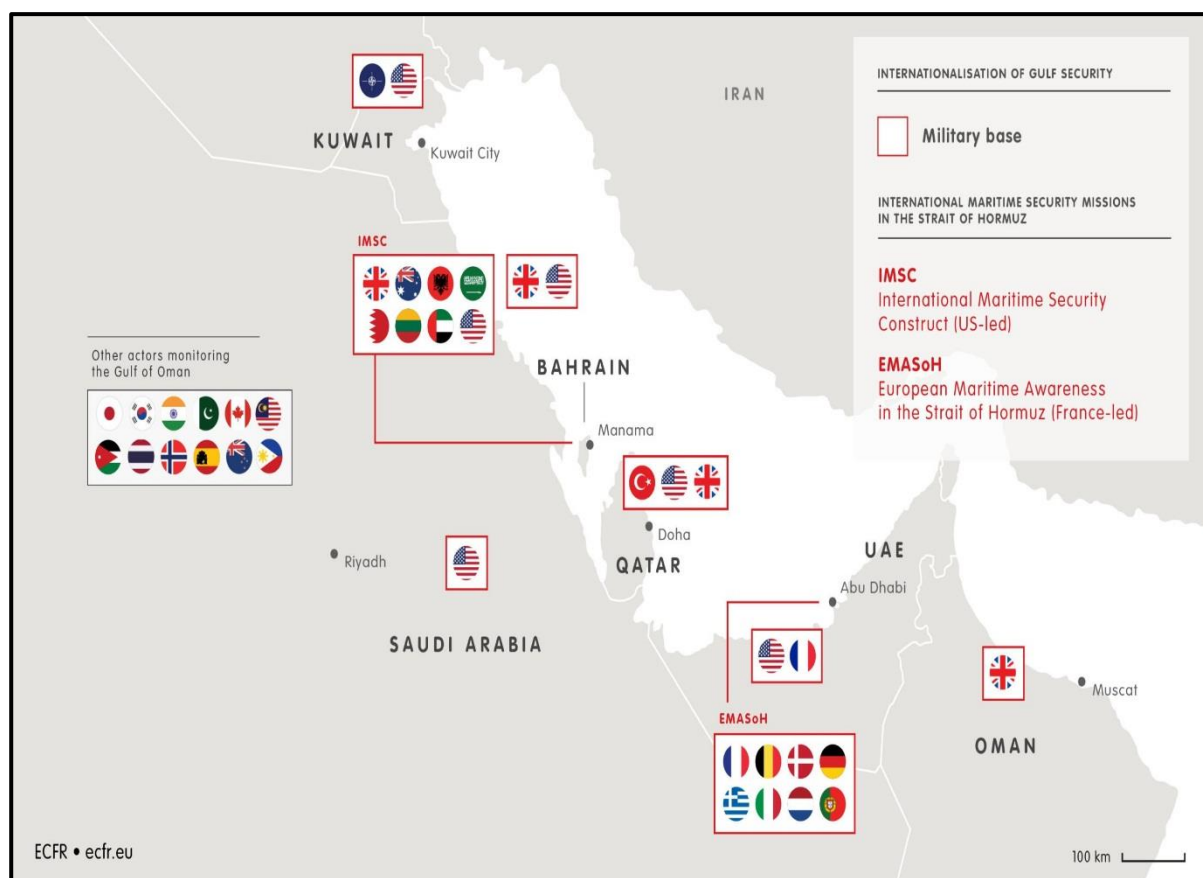 IRAN
KUWAIT
Kuwait City
IMSC
BAHRAIN
Manama
Other actors monitoring
the Gulf of Oman
Doha
QATAR
UAE
Abu Dhabi
Riyadh
SAUDI ARABIA
Muscat
OMAN
EMASoH
INTERNATIONALISATION OF GULF SECURITY
Military base
INTERNATIONAL MARITIME SECURITY MISSIONS
IN THE STRAIT OF HORMUZ
IMSC
International Maritime Security
Construct (US-led)
EMASoH
European Maritime Awareness
in the Strait of Hormuz (France-led)
ECFR • ecfr.eu
100 km